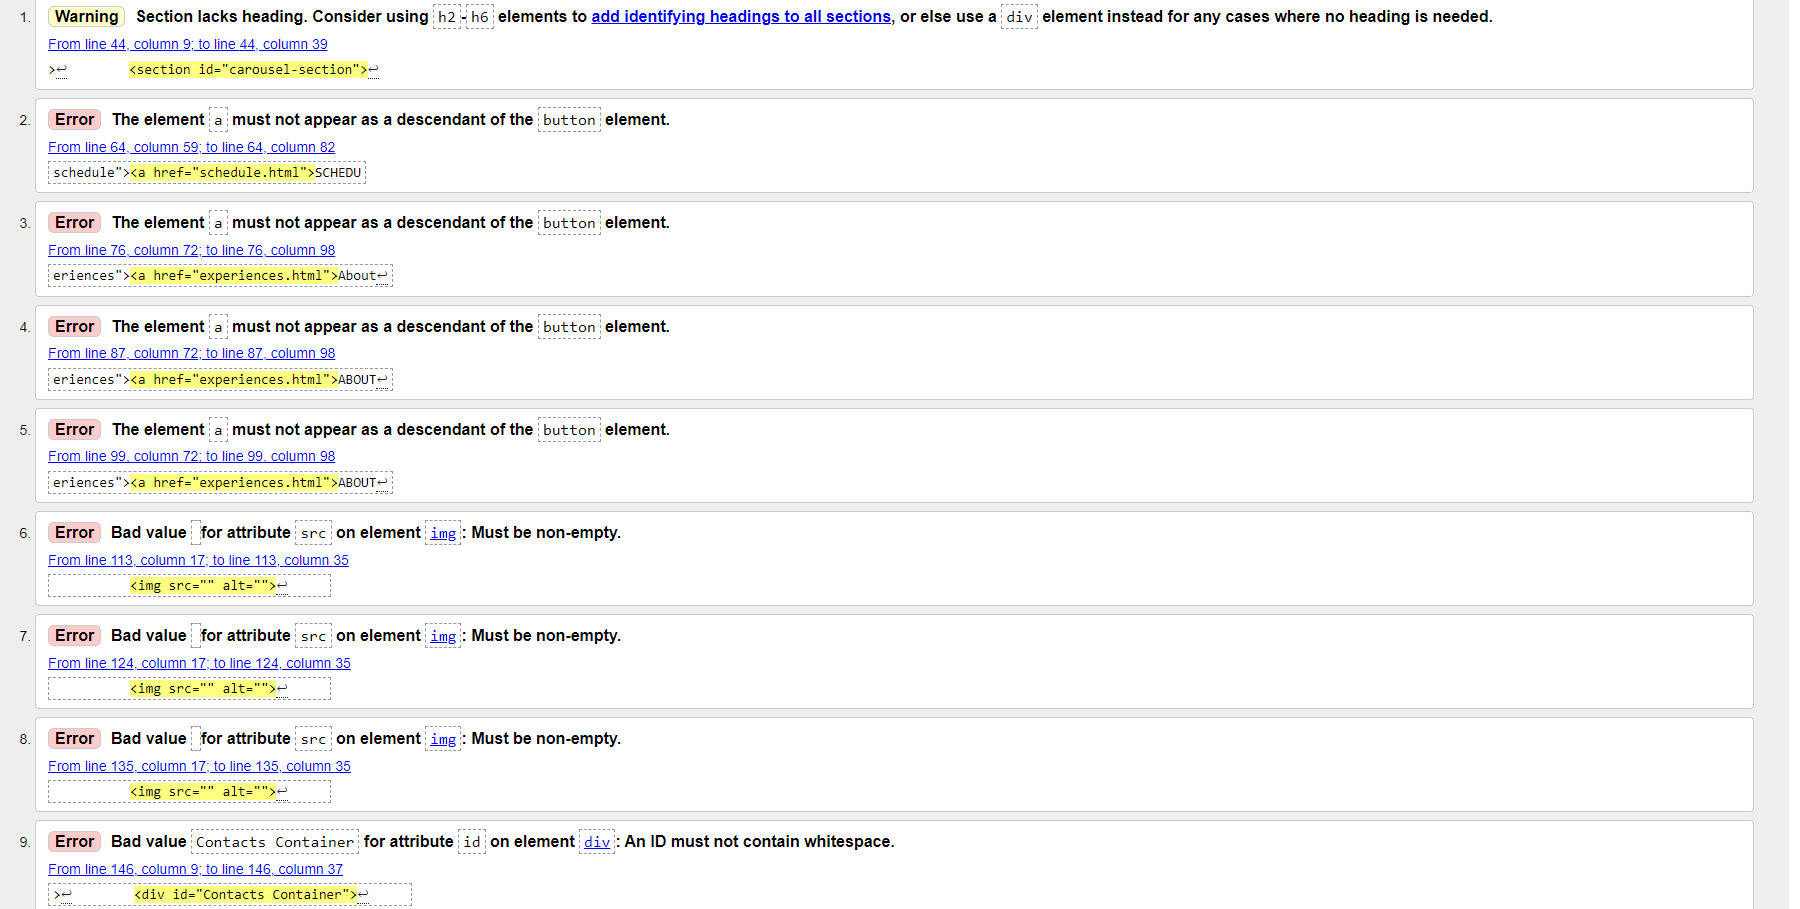 1. Warning Section lacks heading. Consider using h2-h6 elements to add identifying headings to all sections, or else use a div element instead for any cases where no heading is needed.
From line 44, column 9; to line 44, column 39
>↩ <section id="carousel-section">↩
2. Error The element a must not appear as a descendant of the button element.
From line 64, column 59; to line 64, column 82
schedule"><a href="schedule.html">SCHEDU
3. Error The element a must not appear as a descendant of the button element.
From line 76, column 72; to line 76, column 98
eriences"><a href="experiences.html">About↩
4. Error The element a must not appear as a descendant of the button element.
From line 87, column 72; to line 87, column 98
eriences"><a href="experiences.html">ABOUT↩
5. Error The element a must not appear as a descendant of the button element.
From line 99, column 72; to line 99, column 98
eriences"><a href="experiences.html">ABOUT↩
6. Error Bad value for attribute src on element img: Must be non-empty.
From line 113, column 17; to line 113, column 35
<img src="" alt="">↩
7. Error Bad value for attribute src on element img: Must be non-empty.
From line 124, column 17; to line 124, column 35
<img src="" alt="">↩
8. Error Bad value for attribute src on element img: Must be non-empty.
From line 135, column 17; to line 135, column 35
<img src="" alt="">↩
9. Error Bad value Contacts Container for attribute id on element div: An ID must not contain whitespace.
From line 146, column 9; to line 146, column 37
>↩ <div id="Contacts Container">↩